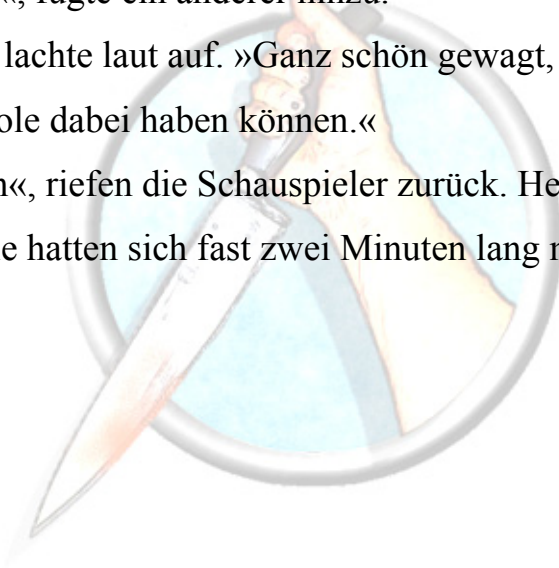 «, fügte ein anderer hinzu.
lachte laut auf. »Ganz schön gewagt,
ole dabei haben können.«
n«, riefen die Schauspieler zurück. He
e hatten sich fast zwei Minuten lang